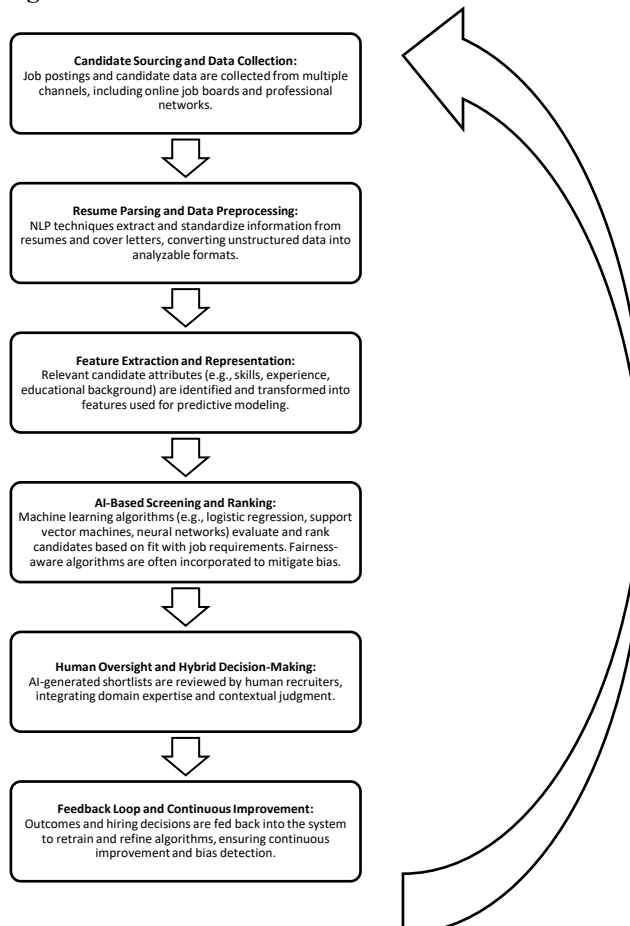 Candidate Sourcing and Data Collection:
Job postings and candidate data are collected from multiple
channels, including online job boards and professional
networks.
Resume Parsing and Data Preprocessing:
NLP techniques extract and standardize information from
resumes and cover letters, converting unstructured data into
analyzable formats.
Feature Extraction and Representation:
Relevant candidate attributes (e.g., skills, experience,
educational background) are identified and transformed into
features used for predictive modeling.
AI-Based Screening and Ranking:
Machine learning algorithms (e.g., logistic regression, support
vector machines, neural networks) evaluate and rank
candidates based on fit with job requirements. Fairness-
aware algorithms are often incorporated to mitigate bias.
Human Oversight and Hybrid Decision-Making:
AI-generated shortlists are reviewed by human recruiters,
integrating domain expertise and contextual judgment.
Feedback Loop and Continuous Improvement:
Outcomes and hiring decisions are fed back into the system
to retrain and refine algorithms, ensuring continuous
improvement and bias detection.